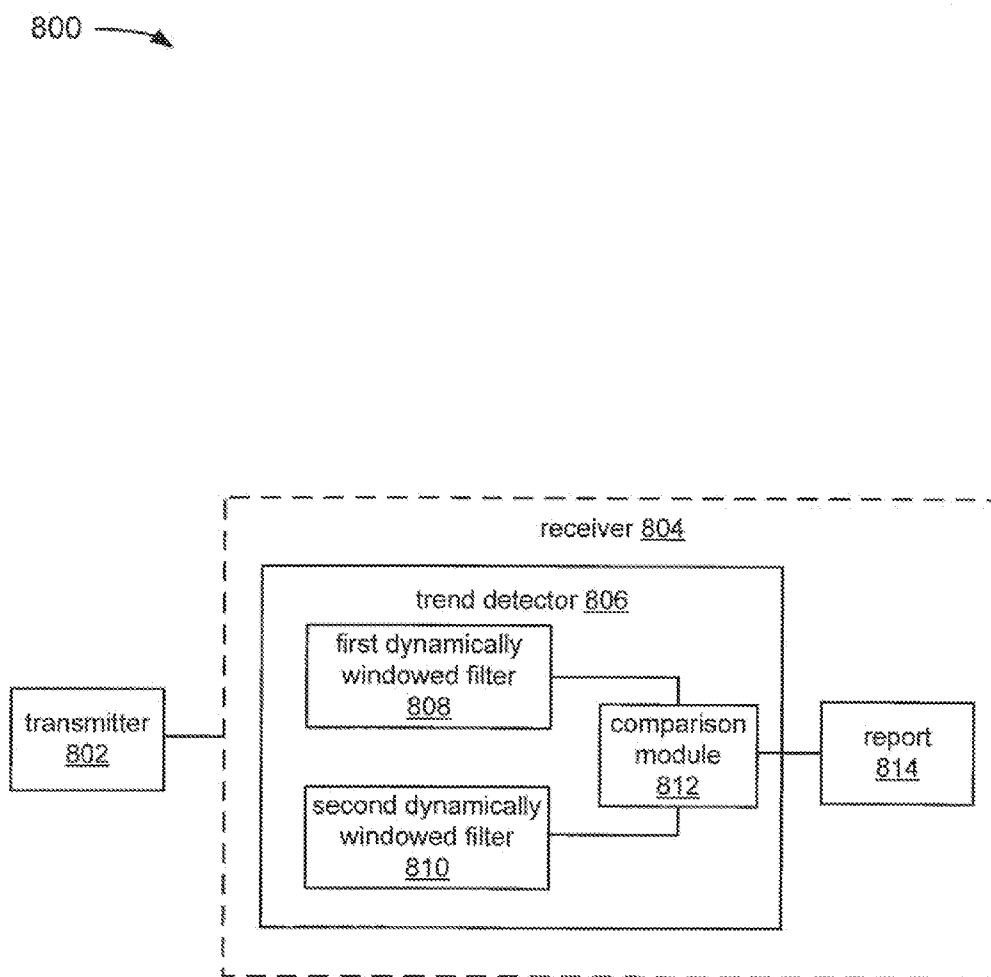 800
receiver 804
trend detector 806
first dynamically
windowed filter
808
transmitter
802
comparison
module
812
report
814
second dynamically
windowed filter
810